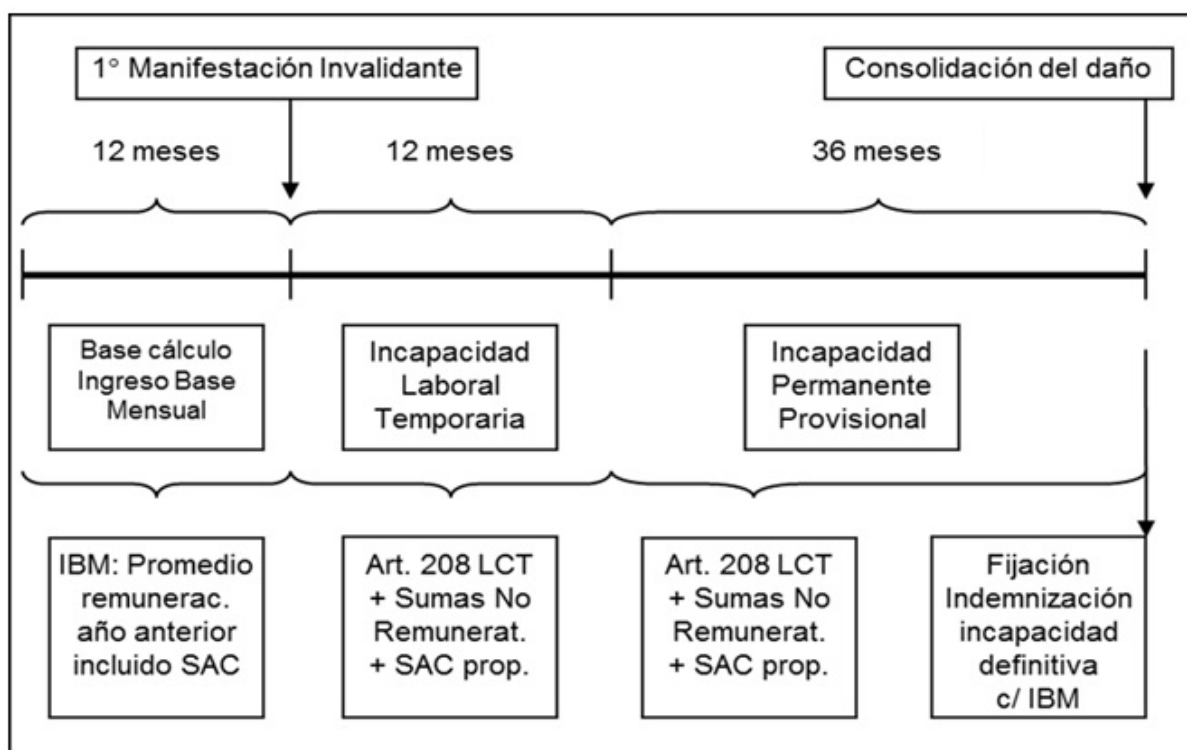 1° Manifestación Invalidante
Consolidación del daño
12 meses
12 meses
36 meses
Base cálculo
Ingreso Base
Mensual
Incapacidad
Laboral
Temporaria
Incapacidad
Permanente
Provisional
IBM: Promedio
remunerac.
año anterior
incluido SAC
Art. 208 LCT
+ Sumas No
Remunerat.
+ SAC prop.
Art. 208 LCT
+ Sumas No
Remunerat.
+ SAC prop.
Fijación
Indemnización
incapacidad
definitiva
c/ IBM